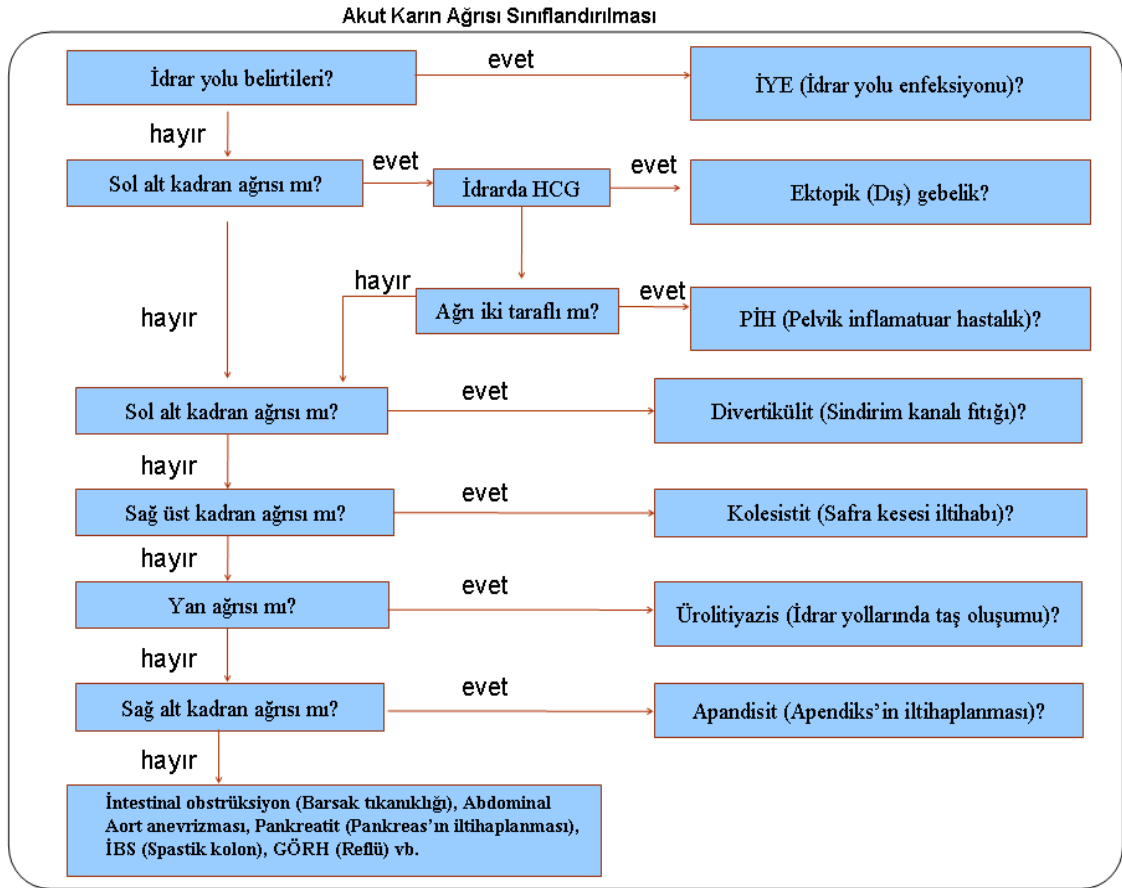 Akut Karın Ağrısı Sınıflandırılması
İdrar yolu belirtileri?
evet
İYE (İdrar yolu enfeksiyonu)?
hayır
Sol alt kadran ağrısı mı?
evet
İdrarda HCG
evet
Ektopik (Dış) gebelik?
hayır
Ağrı iki taraflı mı?
evet
PİH (Pelvik inflamatuar hastalık)?
hayır
Sol alt kadran ağrısı mı?
evet
Divertikülit (Sindirim kanalı fıtığı)?
hayır
Sağ üst kadran ağrısı mı?
evet
Kolesistit (Safra kesesi iltihabı)?
hayır
Yan ağrısı mı?
evet
Ürolitiyazis (İdrar yollarında taş oluşumu)?
hayır
Sağ alt kadran ağrısı mı?
evet
Apandisit (Apendiks’in iltihaplanması)?
hayır
İntestinal obstrüksiyon (Barsak tıkanıklığı), Abdominal
Aort anevrizması, Pankreatit (Pankreas’ın iltihaplanması),
İBS (Spastik kolon), GÖRH (Reflü) vb.